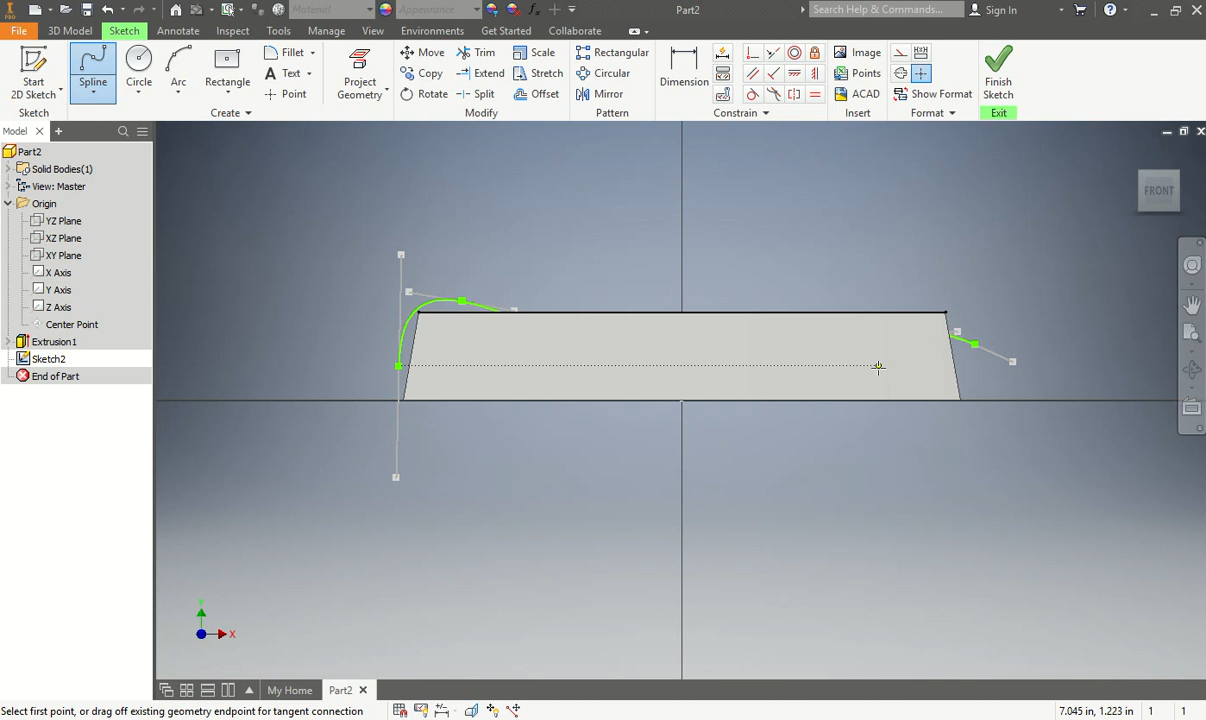 Material
Appearance
Part2
Search Help & Commands...
Sign In
PRO
File
3D Model
Sketch
Annotate
Inspect
Tools
Manage
View
Environments
Get Started
Collaborate
Start
2D Sketch
Spline
Circle
Arc
Rectangle
Fillet
Text
Point
Project
Geometry
Move
Copy
Rotate
Trim
Extend
Split
Scale
Stretch
Offset
Rectangular
Circular
Mirror
Dimension
Image
Points
ACAD
Show Format
Finish
Sketch
Sketch
Create
Modify
Pattern
Constrain
Insert
Format
Exit
Model
Part2
Solid Bodies(1)
View: Master
Origin
YZ Plane
XZ Plane
XY Plane
X Axis
Y Axis
Z Axis
Center Point
Extrusion1
Sketch2
End of Part
FRONT
Y
X
My Home
Part2
Select first point, or drag off existing geometry endpoint for tangent connection
7.045 in, 1.223 in
1
1